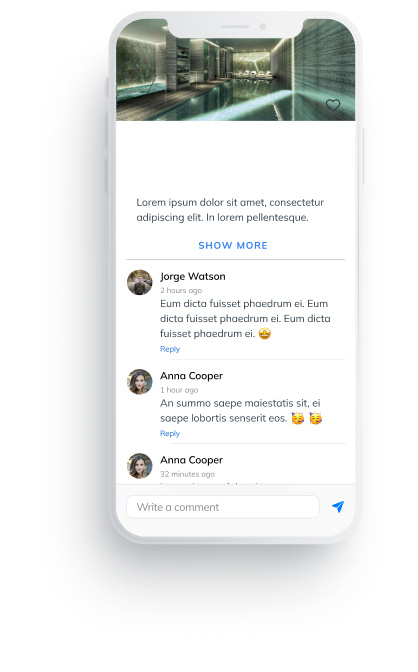 Lorem ipsum dolor sit amet, consectetur
adipiscing elit. In lorem pellentesque.
SHOW MORE
Jorge Watson
2 hours ago
Eum dicta fuisset phaedrum ei. Eum
dicta fuisset phaedrum ei. Eum dicta
fuisset phaedrum ei. 🤩
Reply
Anna Cooper
1 hour ago
An summo saepe maiestatis sit, ei
saepe lobortis senserit eos. 🥳 🥳
Reply
Anna Cooper
32 minutes ago
Write a comment